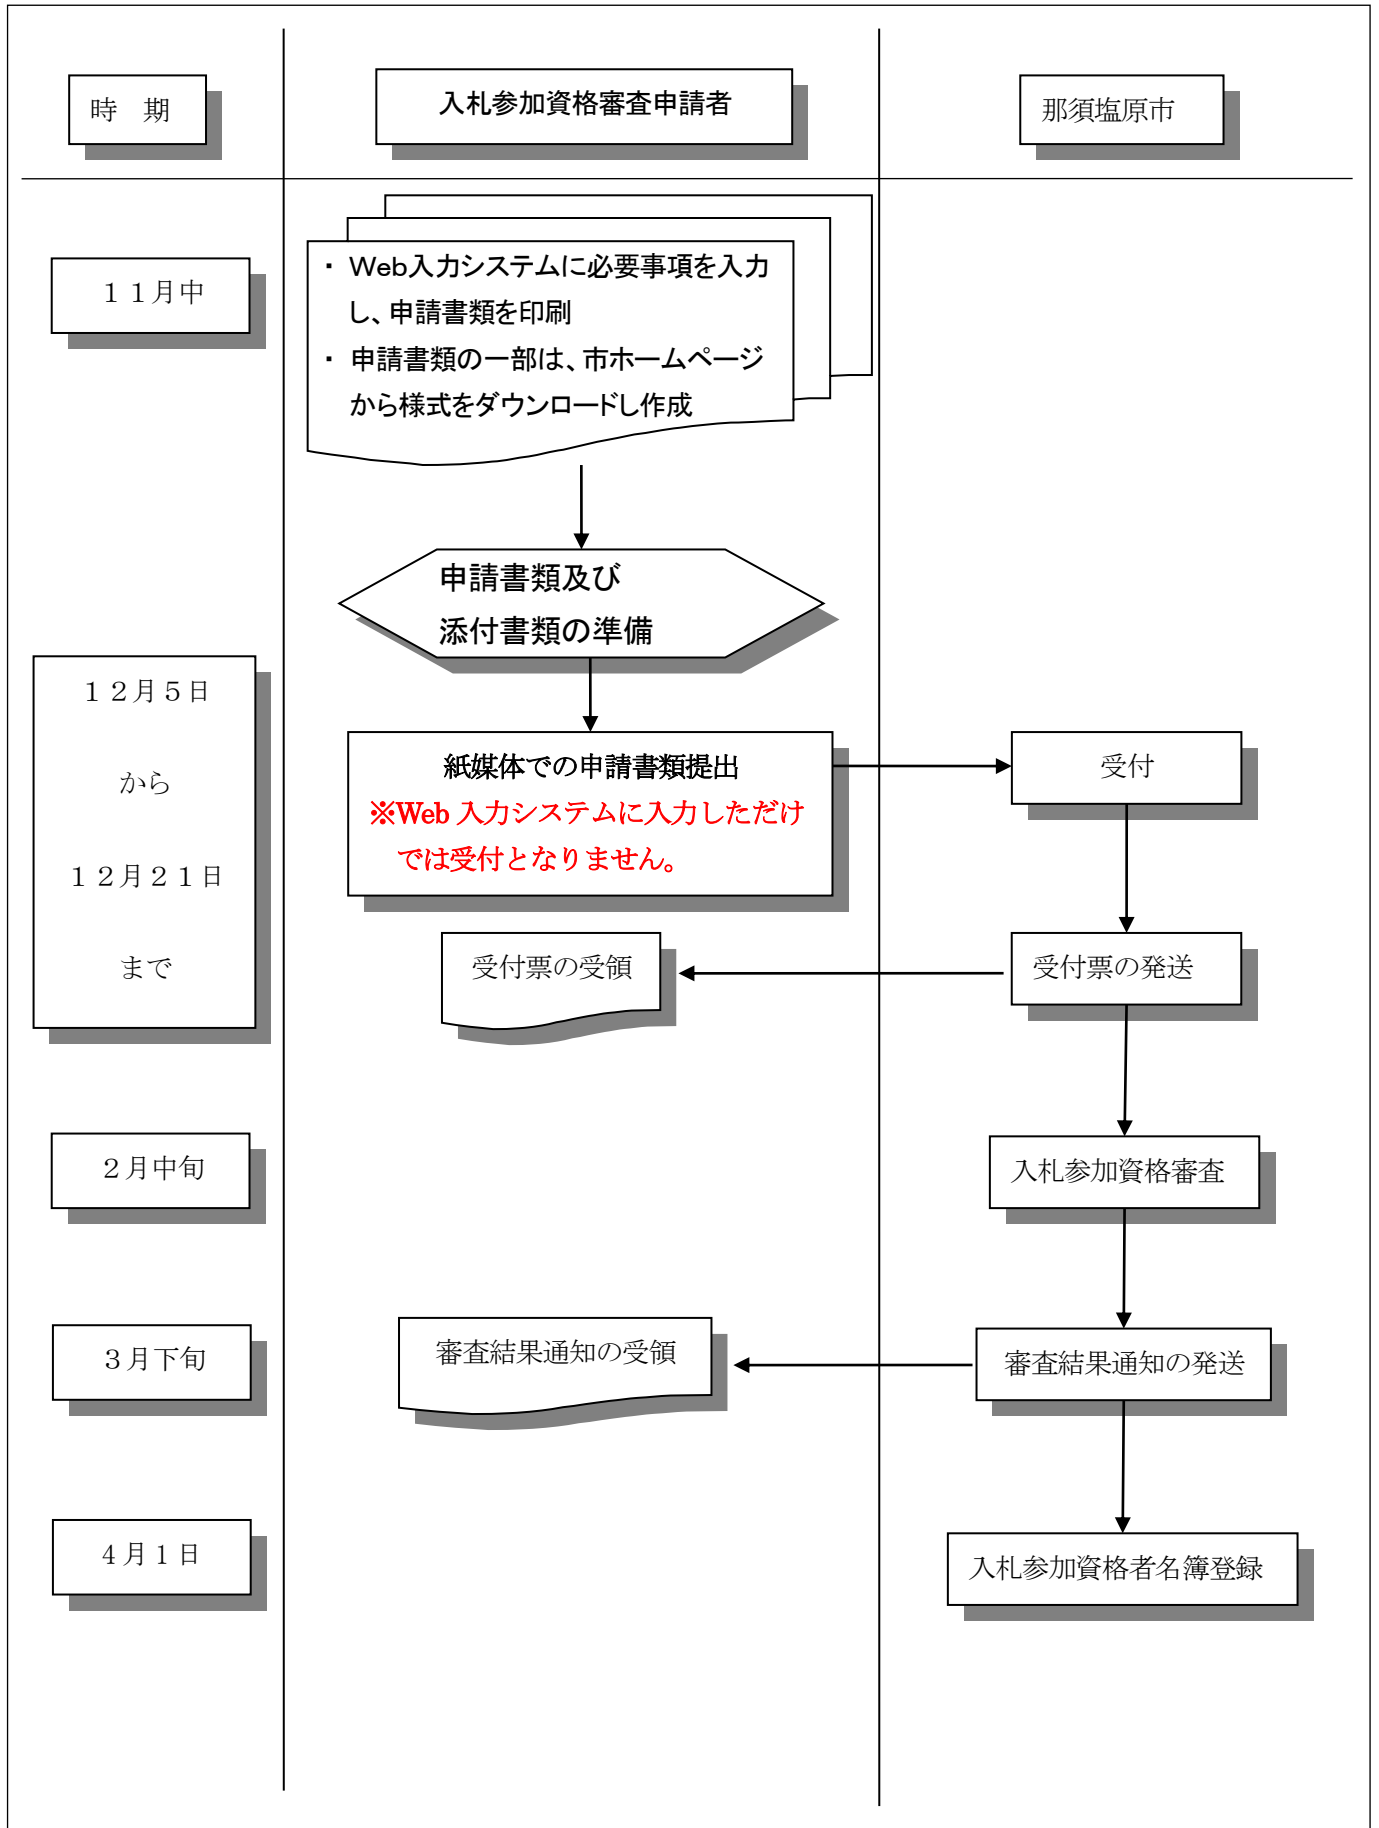 時　期
入札参加資格審査申請者
那須塩原市
１１月中
・ Web入力システムに必要事項を入力
し、申請書類を印刷
・ 申請書類の一部は、市ホームページ
から様式をダウンロードし作成
申請書類及び
添付書類の準備
１２月５日
から
１２月２１日
まで
紙媒体での申請書類提出
※Web 入力システムに入力しただけ
では受付となりません。
受付
受付票の受領
受付票の発送
２月中旬
入札参加資格審査
３月下旬
審査結果通知の受領
審査結果通知の発送
４月１日
入札参加資格者名簿登録